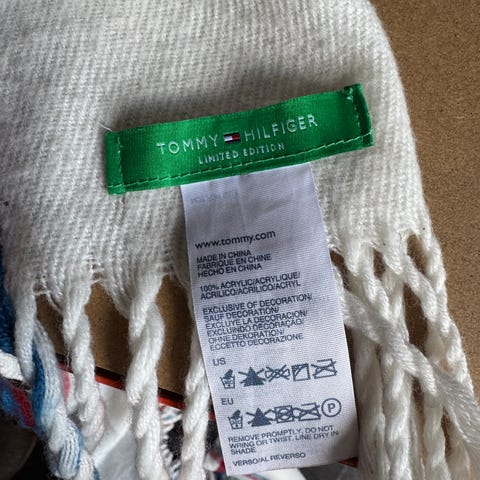 TOMMY HILFIGER
LIMITED EDITION
www.tommy.com
MADE IN CHINA
FABRIQUE EN CHINE
HECHO EN CHINA
100% ACRYLIC/ACRYLIQUE/
ACRILICO/ACRILICO/ACRYL
EXCLUSIVE OF DECORATION/
SAUF DECORATION/
EXCLUYE LA DECORACION/
EXCLUINDO DECORAÇÃO/
OHNE DEKORATION/
ECCETTO DECORAZIONE
US
EU
P
REMOVE PROMPTLY. DO NOT
WRING OR TWIST. LINE DRY IN
SHADE
VERSO/AL REVERSO